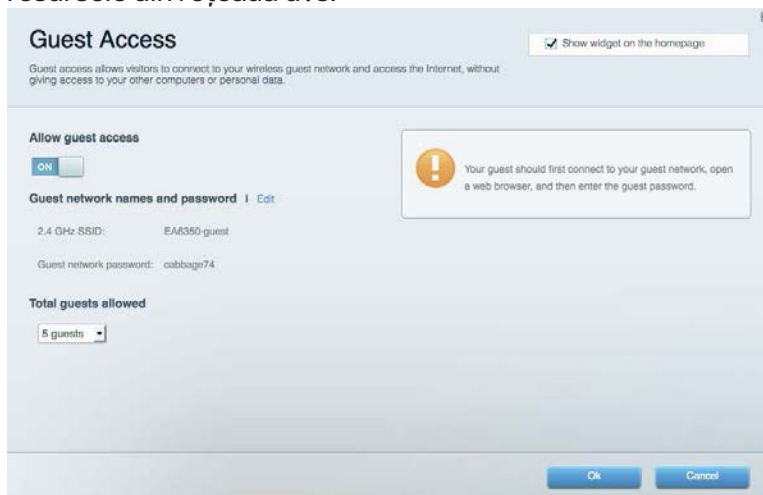 Guest Access
Show widget on the homepage
Guest access allows visitors to connect to your wireless guest network and access the Internet, without
giving access to your other computers or personal data.
Allow guest access
ON
Your guest should first connect to your guest network, open
a web browser, and then enter the guest password.
Guest network names and password | Edit
2.4 GHz SSID: EA6350-guest
Guest network password: cabbage74
Total guests allowed
5 guests
Ok
Cancel